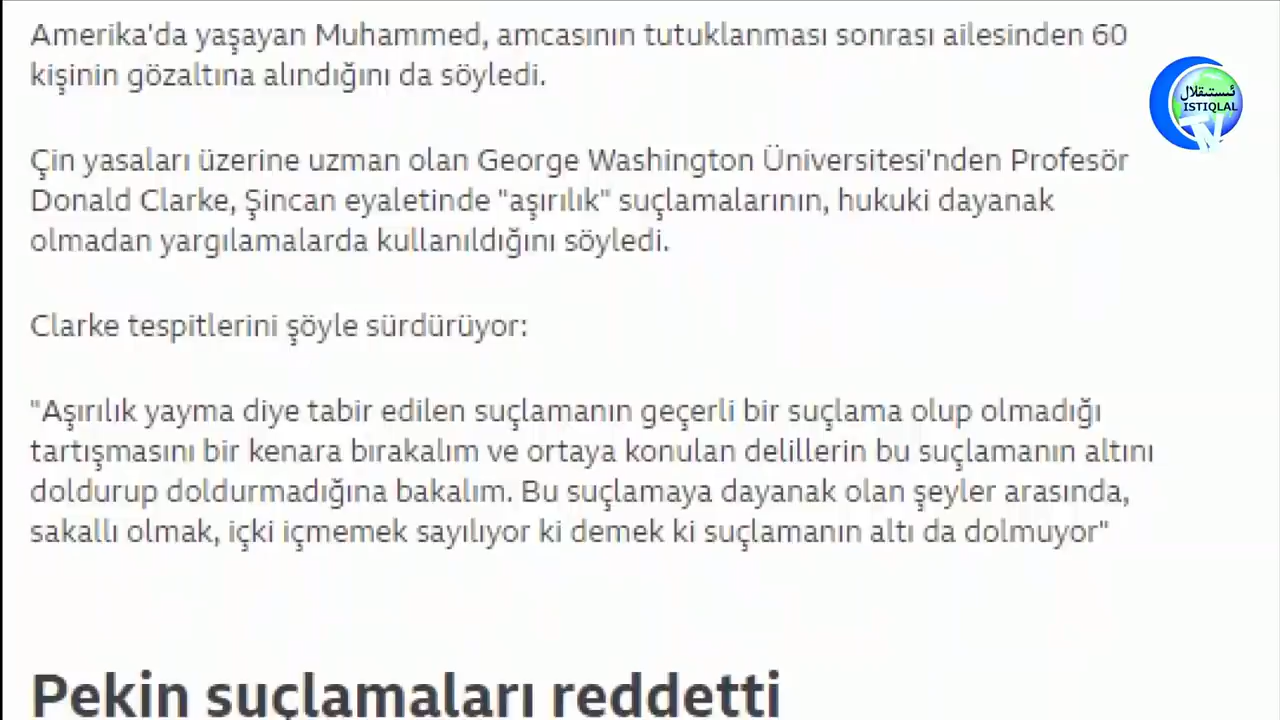 Amerika'da yaşayan Muhammed, amcasının tutuklanması sonrası ailesinden 60
kişinin gözaltına alındığını da söyledi.
ئىستىقلال
ISTIQLAL
TV
Çin yasaları üzerine uzman olan George Washington Üniversitesi'nden Profesör
Donald Clarke, Şincan eyaletinde "aşırılık" suçlamalarının, hukuki dayanak
olmadan yargılamalarda kullanıldığını söyledi.
Clarke tespitlerini şöyle sürdürüyor:
"Aşırılık yayma diye tabir edilen suçlamanın geçerli bir suçlama olup olmadığı
tartışmasını bir kenara bırakalım ve ortaya konulan delillerin bu suçlamanın altını
doldurup doldurmadığına bakalım. Bu suçlamaya dayanak olan şeyler arasında,
sakallı olmak, içki içmemek sayılıyor ki demek ki suçlamanın altı da dolmuyor"
Pekin suçlamaları reddetti